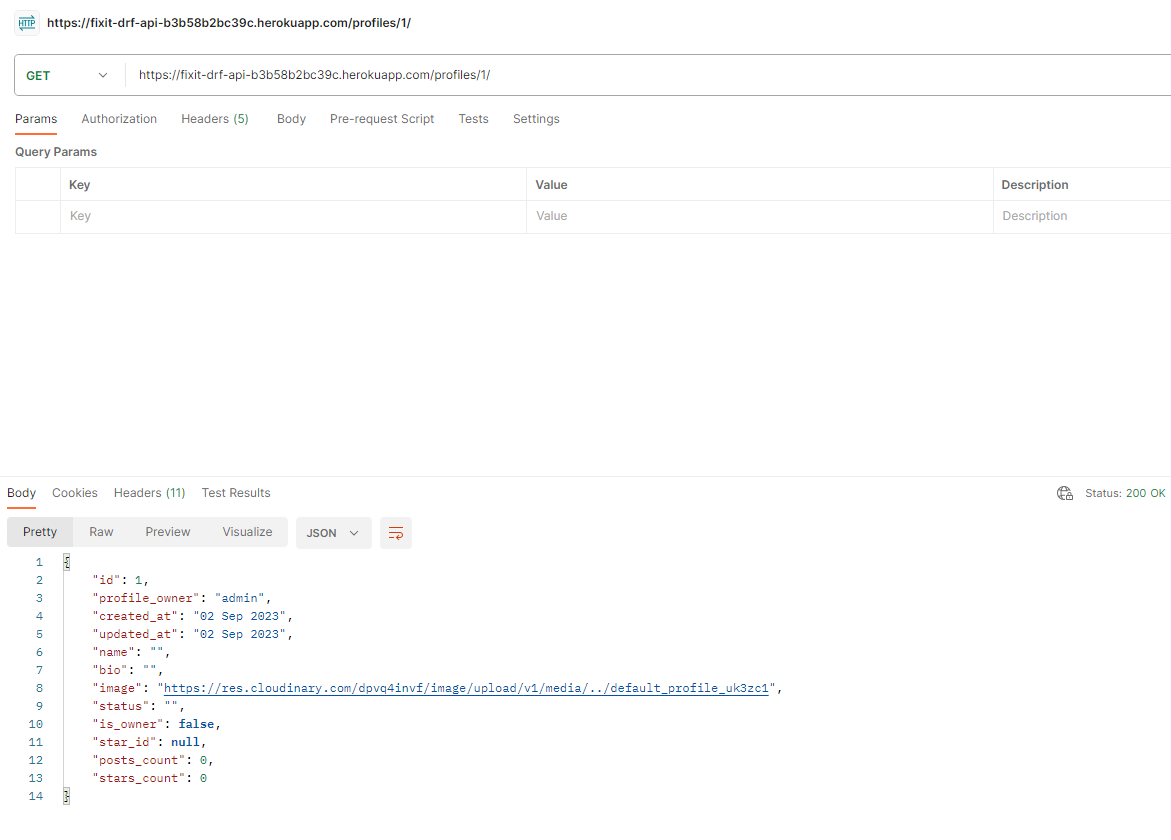 HTTP https://fixit-drf-api-b3b58b2bc39c.herokuapp.com/profiles/1/
GET https://fixit-drf-api-b3b58b2bc39c.herokuapp.com/profiles/1/
Params Authorization Headers (5) Body Pre-request Script Tests Settings
Query Params
Key Value Description
Key Value Description
Body Cookies Headers (11) Test Results Status: 200 OK
Pretty Raw Preview Visualize JSON
1 {
2 "id": 1,
3 "profile_owner": "admin",
4 "created_at": "02 Sep 2023",
5 "updated_at": "02 Sep 2023",
6 "name": "",
7 "bio": "",
8 "image": "https://res.cloudinary.com/dpvq4invf/image/upload/v1/media/../default_profile_uk3zc1",
9 "status": "",
10 "is_owner": false,
11 "star_id": null,
12 "posts_count": 0,
13 "stars_count": 0
14 }